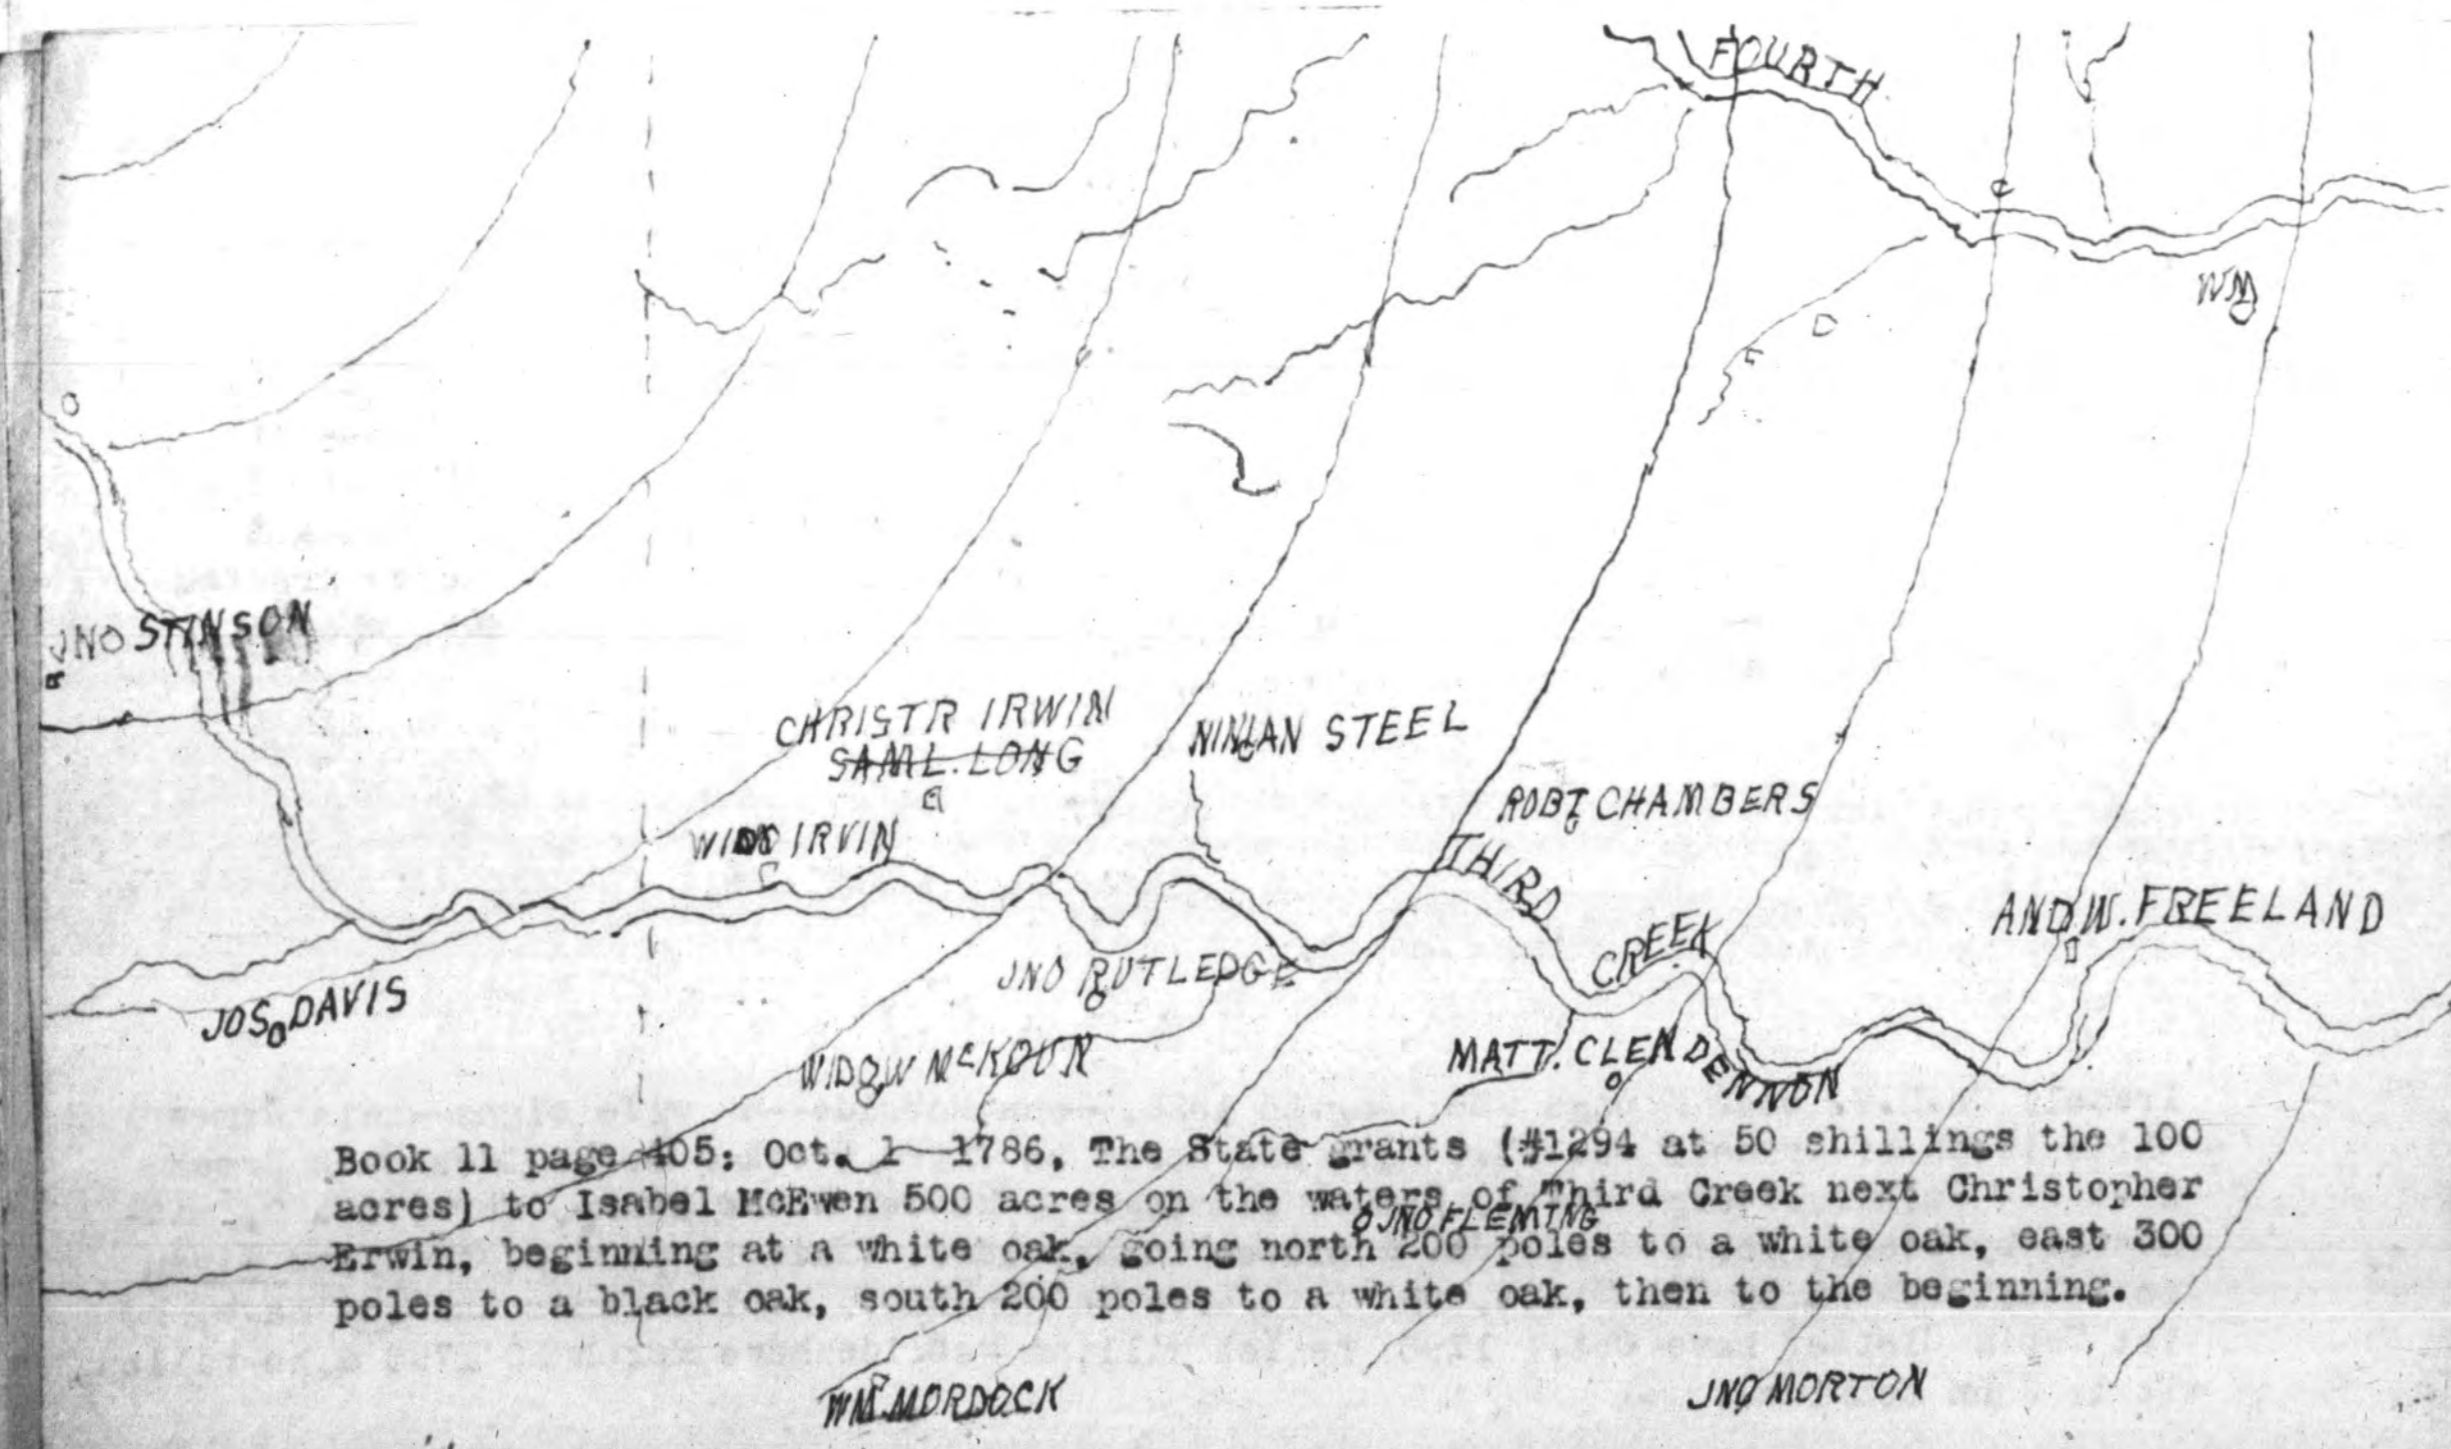 FOURTH
WM
JNO STINSON
CHRISTR IRWIN
SAML. LONG
NINIAN STEEL
ROBT CHAMBERS
WIDO IRVIN
THIRD
CREEK
ANDW. FREELAND
JNO RUTLEDGE
JOS DAVIS
WIDOW McKOUN
MATT. CLENDENNON
Book 11 page 405: Oct. 1 1786, The State grants (#1294 at 50 shillings the 100
acres) to Isabel McEwen 500 acres on the waters of Third Creek next Christopher
JNO FLEMING
Erwin, beginning at a white oak, going north 200 poles to a white oak, east 300
poles to a black oak, south 200 poles to a white oak, then to the beginning.
WM. MORDOCK
JNO MORTON